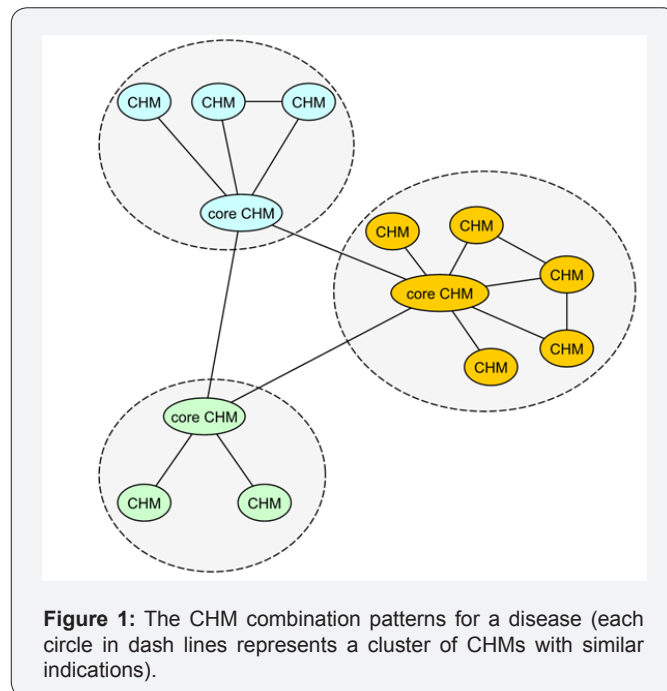 CHM CHM CHM
core CHM
CHM
CHM
CHM
core CHM
CHM
CHM
core CHM
CHM CHM
Figure 1: The CHM combination patterns for a disease (each
circle in dash lines represents a cluster of CHMs with similar
indications).